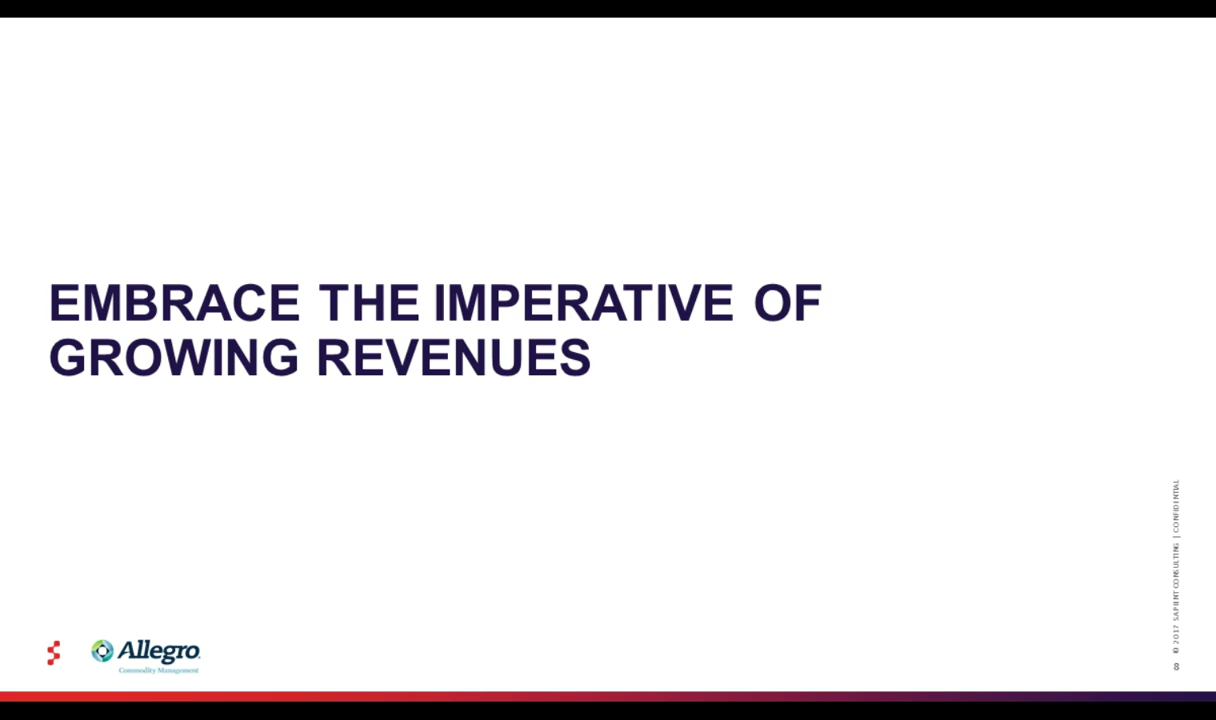 EMBRACE THE IMPERATIVE OF
GROWING REVENUES
Allegro
Commodity Management
8 © 2017 SAPIENT CONSULTING | CONFIDENTIAL